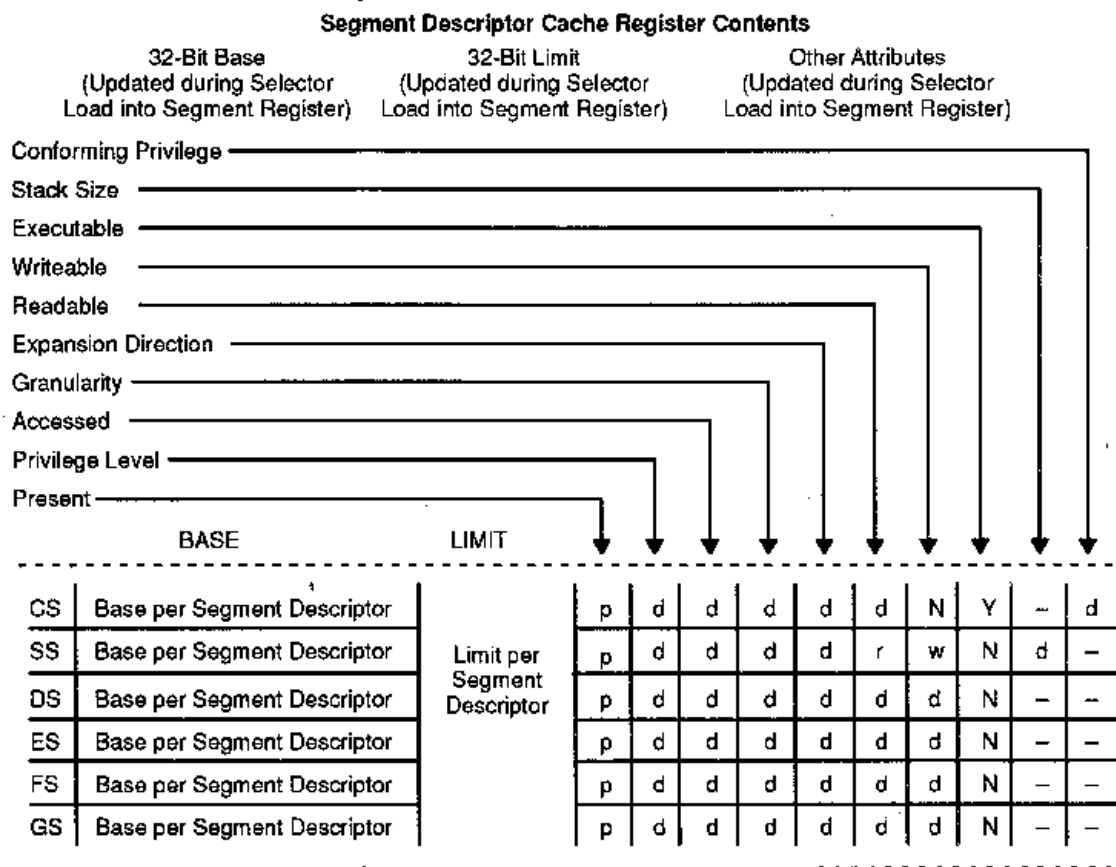 Segment Descriptor Cache Register Contents
32-Bit Base
(Updated during Selector
Load into Segment Register)
32-Bit Limit
(Updated during Selector
Load into Segment Register)
Other Attributes
(Updated during Selector
Load into Segment Register)
Conforming Privilege
Stack Size
Executable
Writeable
Readable
Expansion Direction
Granularity
Accessed
Privilege Level
Present
BASE LIMIT
CS Base per Segment Descriptor p d d d d d N Y – d
SS Base per Segment Descriptor p d d d d r w N d –
DS Base per Segment Descriptor p d d d d d d N – –
ES Base per Segment Descriptor p d d d d d d N – –
FS Base per Segment Descriptor p d d d d d d N – –
GS Base per Segment Descriptor p d d d d d d N – –
Limit per
Segment
Descriptor